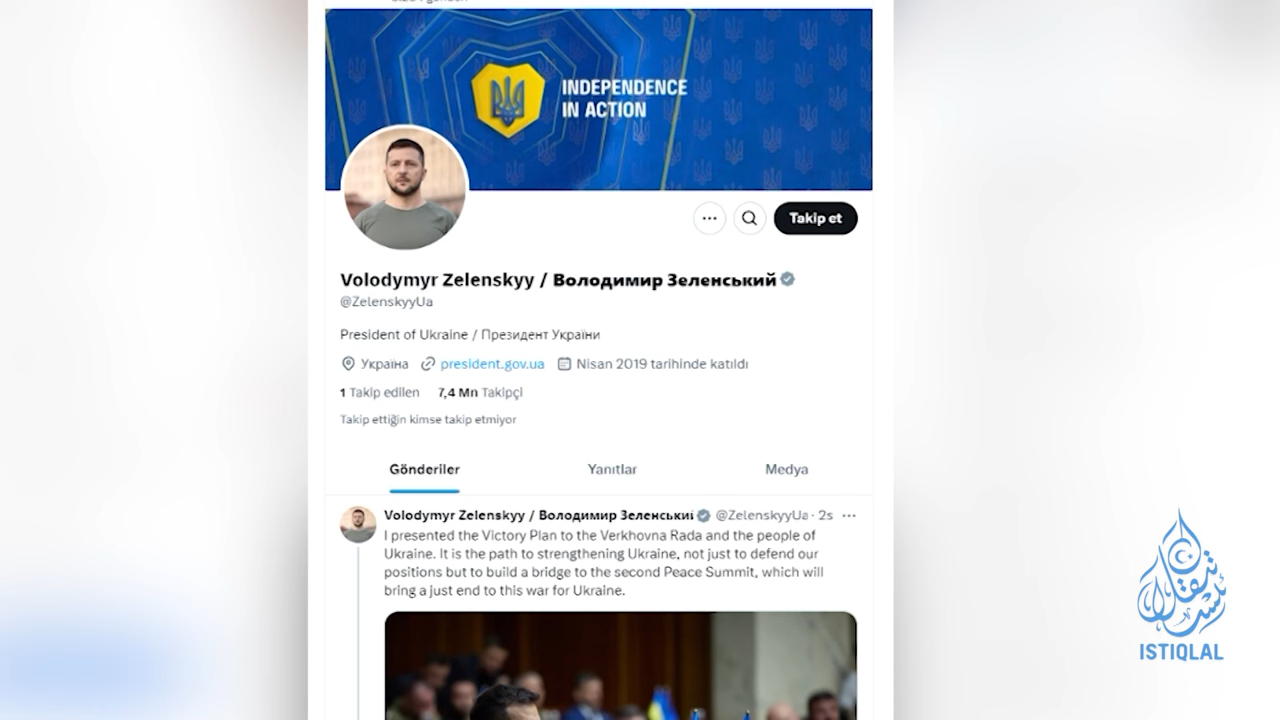 INDEPENDENCE
IN ACTION
Takip et
Volodymyr Zelenskyy / Володимир Зеленський
@ZelenskyyUa
President of Ukraine / Президент України
Україна president.gov.ua Nisan 2019 tarihinde katıldı
1 Takip edilen 7,4 Mn Takipçi
Takip ettiğin kimse takip etmiyor
Gönderiler Yanıtlar Medya
Volodymyr Zelenskyy / Володимир Зеленський @ZelenskyyUa · 2s
I presented the Victory Plan to the Verkhovna Rada and the people of
Ukraine. It is the path to strengthening Ukraine, not just to defend our
positions but to build a bridge to the second Peace Summit, which will
bring a just end to this war for Ukraine.
ISTIQLAL